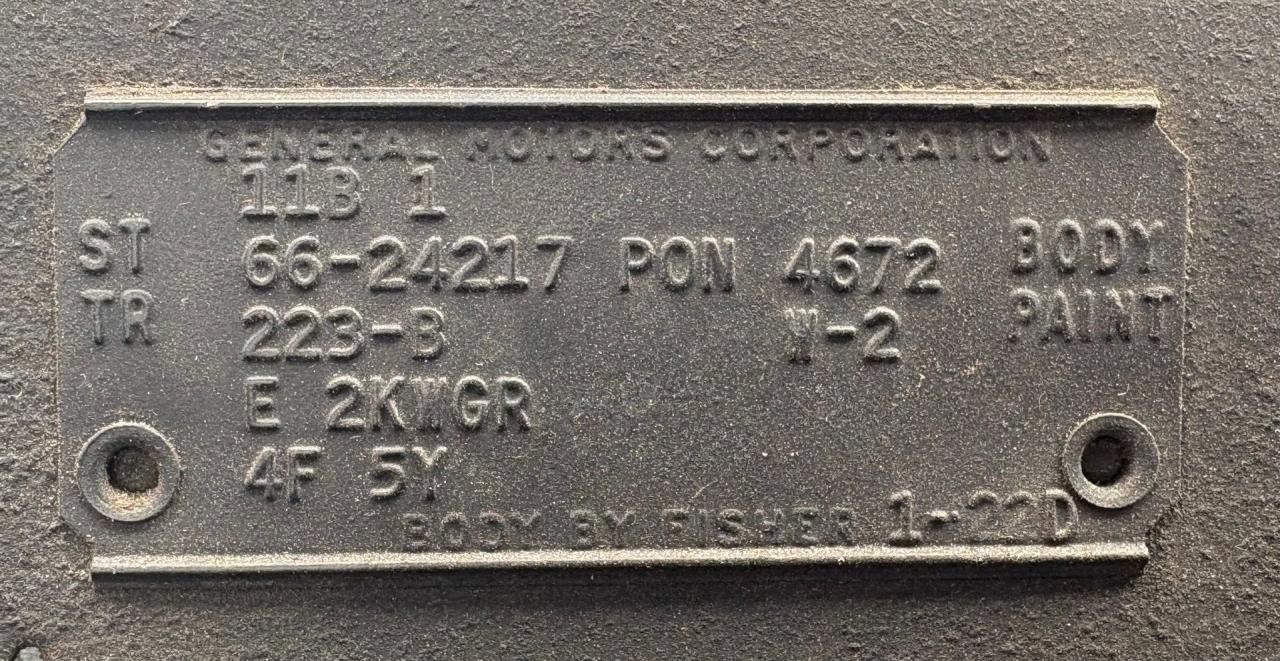 GENERAL MOTORS CORPORATION
11B 1
ST 66-24217 PON 4672 BODY
TR 223-B W-2 PAINT
E 2KWGR
4F 5Y
BODY BY FISHER 1-22D